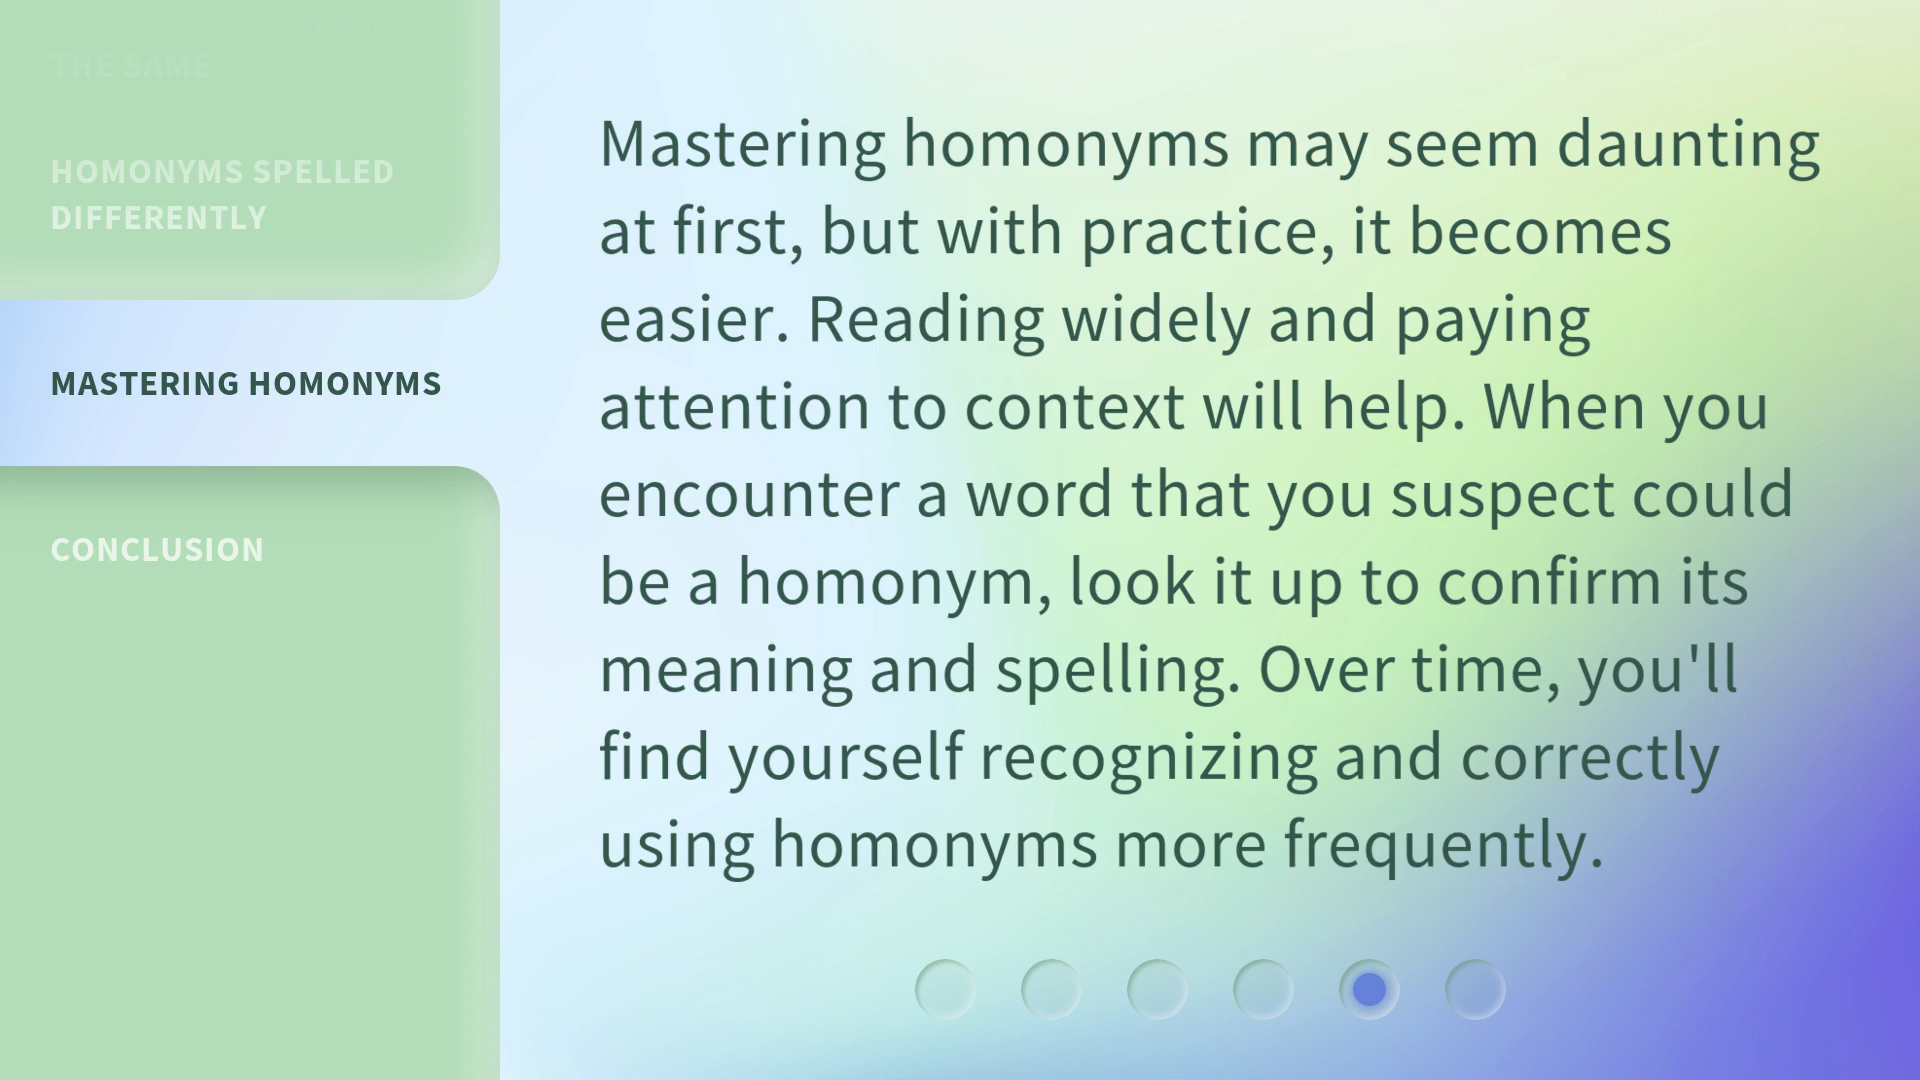 THE SAME
HOMONYMS SPELLED
DIFFERENTLY
MASTERING HOMONYMS
CONCLUSION
Mastering homonyms may seem daunting
at first, but with practice, it becomes
easier. Reading widely and paying
attention to context will help. When you
encounter a word that you suspect could
be a homonym, look it up to confirm its
meaning and spelling. Over time, you'll
find yourself recognizing and correctly
using homonyms more frequently.